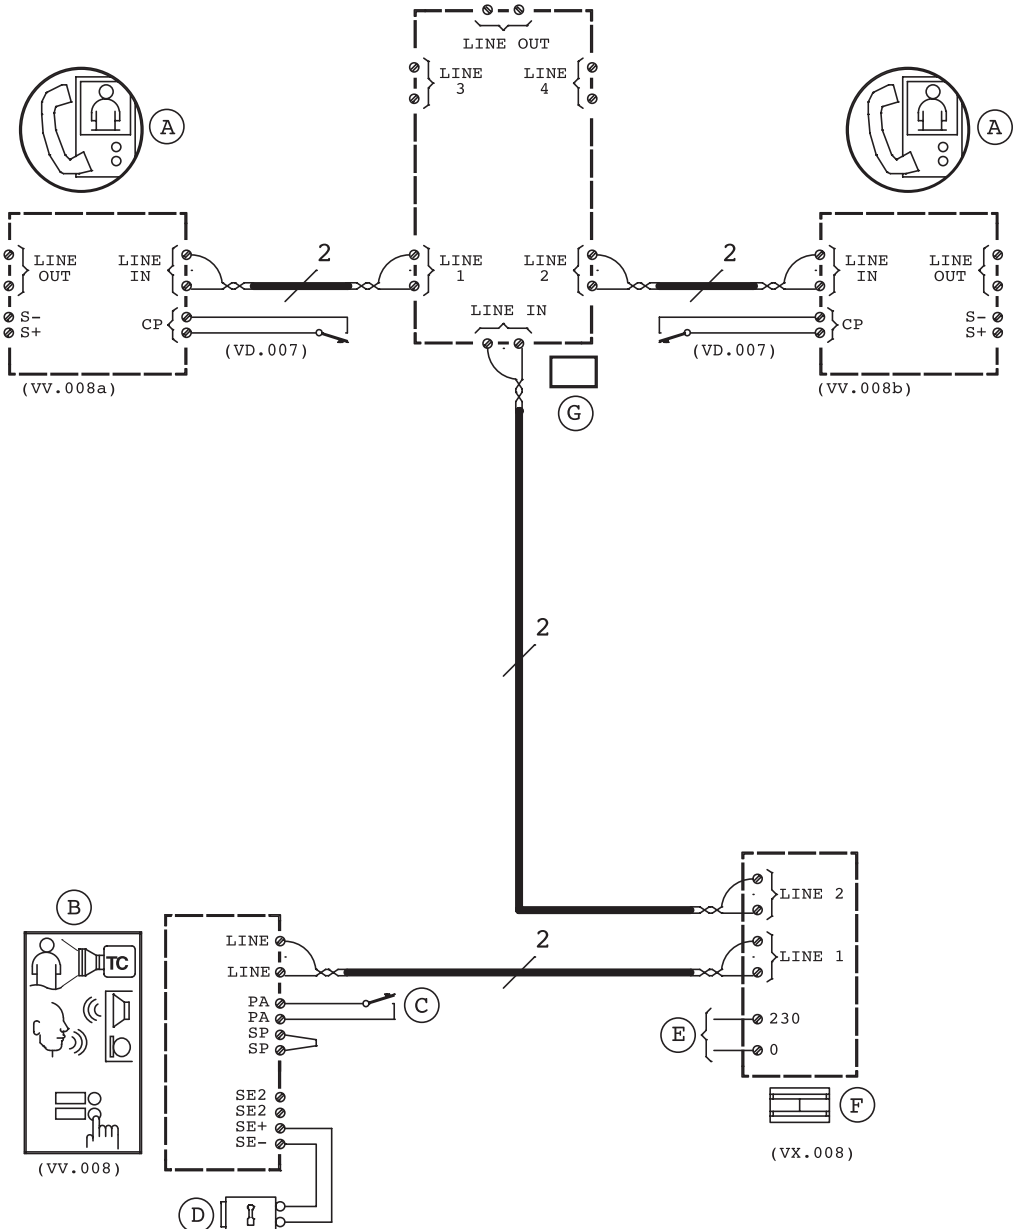 LINE OUT
LINE 3
LINE 4
A
A
LINE OUT
LINE IN
2
LINE 1
LINE 2
2
LINE IN
LINE OUT
S-
S+
CP
LINE IN
CP
S-
S+
(VD.007)
(VD.007)
(VV.008a)
(VV.008b)
G
2
B
LINE 2
TC
LINE
2
LINE 1
LINE
PA
C
PA
SP
SP
E
230
0
SE2
SE2
SE+
SE-
F
(VV.008)
(VX.008)
D